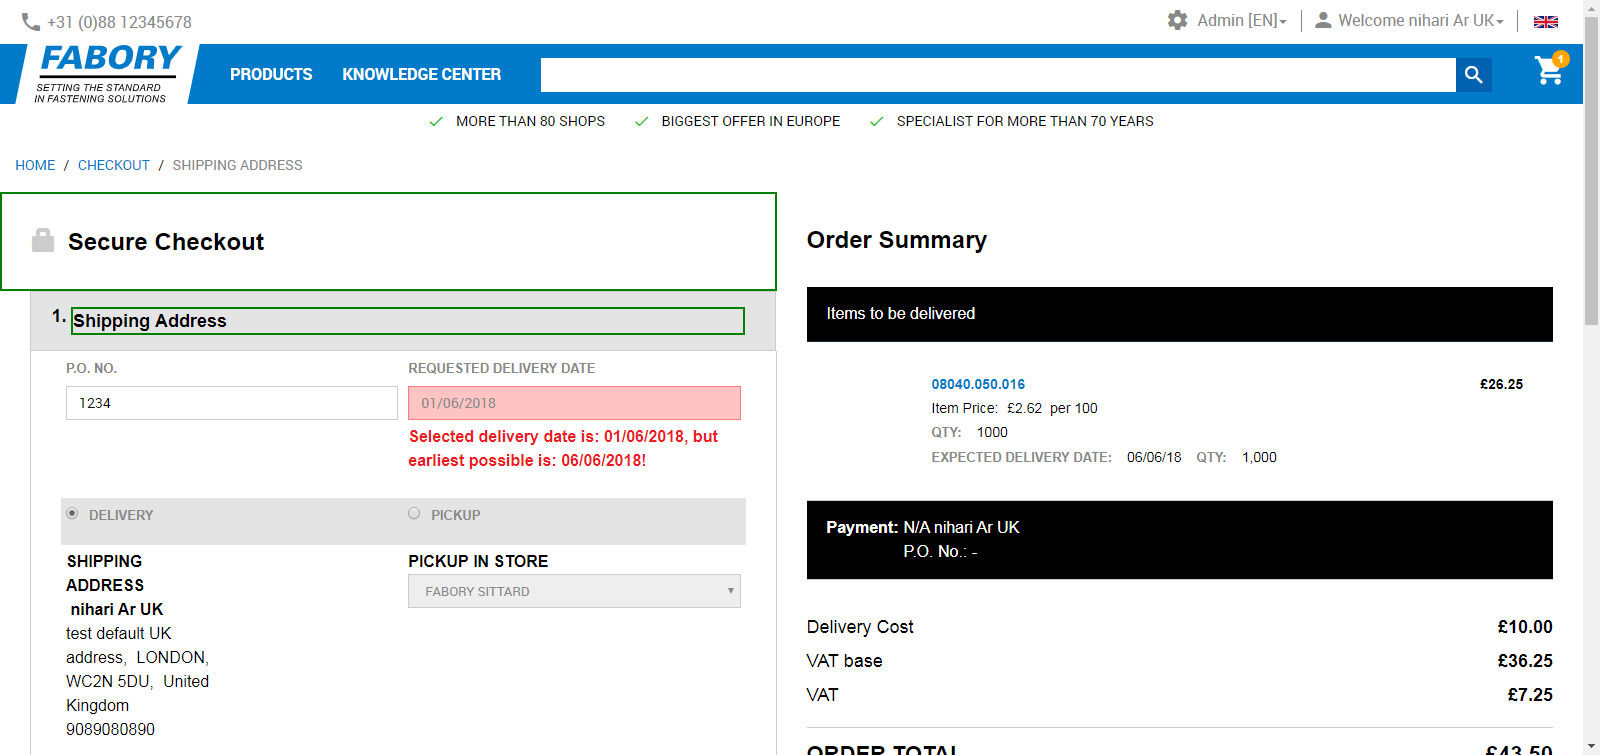 +31 (0)88 12345678
Admin [EN]
Welcome nihari Ar UK
FABORY
SETTING THE STANDARD
IN FASTENING SOLUTIONS
PRODUCTS
KNOWLEDGE CENTER
1
MORE THAN 80 SHOPS
BIGGEST OFFER IN EUROPE
SPECIALIST FOR MORE THAN 70 YEARS
HOME / CHECKOUT / SHIPPING ADDRESS
Secure Checkout
1. Shipping Address
P.O. NO.
1234
REQUESTED DELIVERY DATE
01/06/2018
Selected delivery date is: 01/06/2018, but
earliest possible is: 06/06/2018!
DELIVERY
PICKUP
SHIPPING
ADDRESS
nihari Ar UK
test default UK
address, LONDON,
WC2N 5DU, United
Kingdom
9089080890
PICKUP IN STORE
FABORY SITTARD
Order Summary
Items to be delivered
08040.050.016 £26.25
Item Price: £2.62 per 100
QTY: 1000
EXPECTED DELIVERY DATE: 06/06/18 QTY: 1,000
Payment: N/A nihari Ar UK
P.O. No.: -
Delivery Cost £10.00
VAT base £36.25
VAT £7.25
ORDER TOTAL £43.50